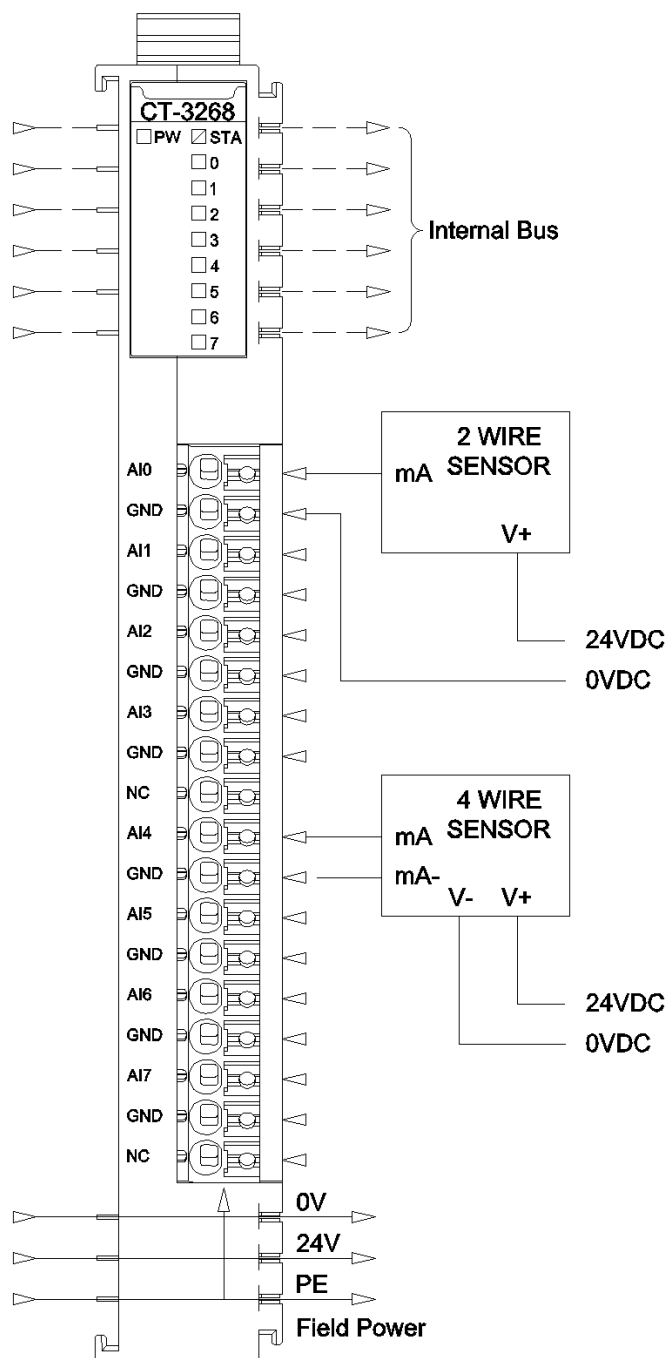 CT-3268
PW STA
0
1
2
3
4
5
6
7
Internal Bus
AI0
GND
AI1
GND
AI2
GND
AI3
GND
NC
AI4
GND
AI5
GND
AI6
GND
AI7
GND
NC
2 WIRE
SENSOR
mA
V+
24VDC
0VDC
4 WIRE
SENSOR
mA
mA-
V- V+
24VDC
0VDC
0V
24V
PE
Field Power